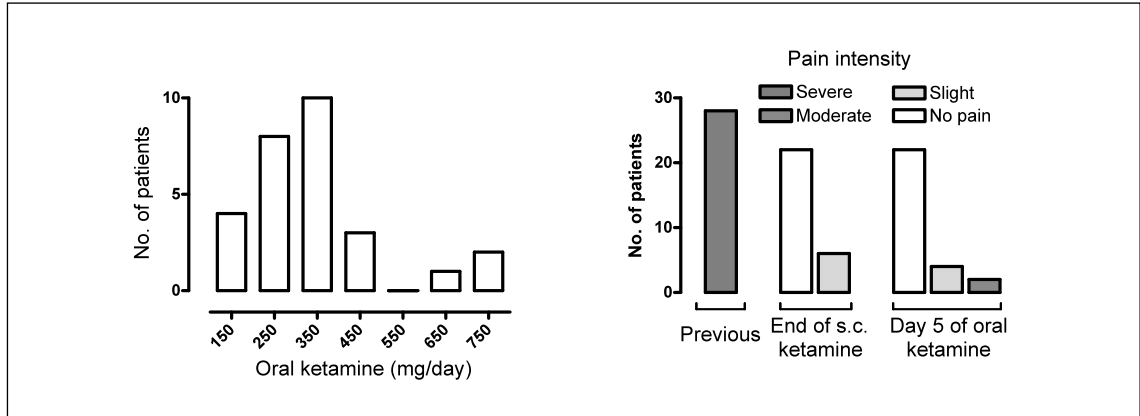 10
5
0
No. of patients
150
250
350
450
550
650
750
Oral ketamine (mg/day)
Pain intensity
Severe
Slight
Moderate
No pain
30
20
10
0
No. of patients
Previous
End of s.c.
ketamine
Day 5 of oral
ketamine